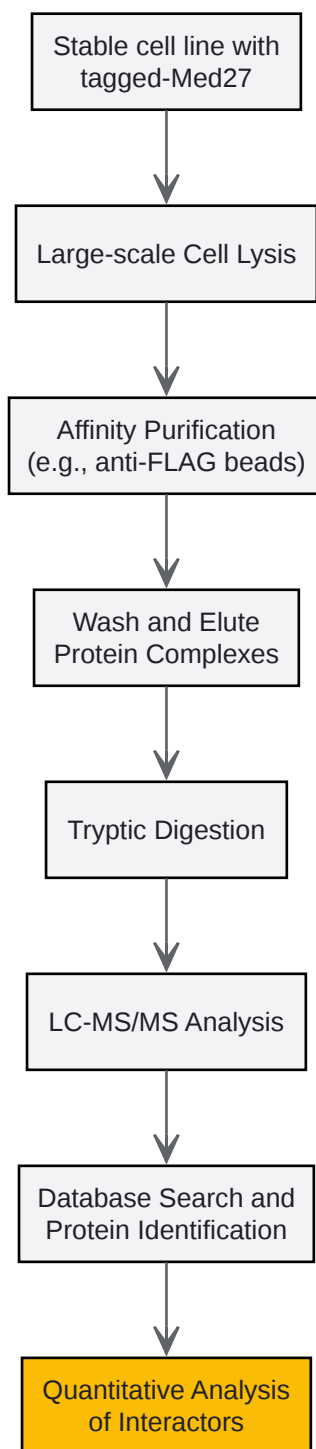 Stable cell line with
tagged-Med27
Large-scale Cell Lysis
Affinity Purification
(e.g., anti-FLAG beads)
Wash and Elute
Protein Complexes
Tryptic Digestion
LC-MS/MS Analysis
Database Search and
Protein Identification
Quantitative Analysis
of Interactors